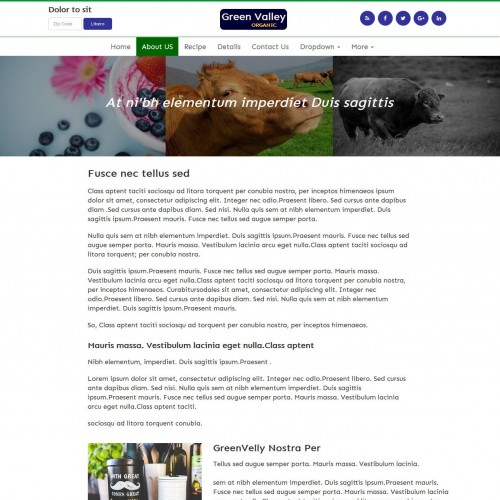 Dolor to sit
Zip Code
Libero
Green Valley
ORGANIC
Home
About US
Recipe
Details
Contact Us
Dropdown
More
At ni'bh elementum imperdiet Duis sagittis
Fusce nec tellus sed
Class aptent taciti sociosqu ad litora torquent per conubia nostra, per inceptos himenaeos ipsum
dolor sit amet, consectetur adipiscing elit. Integer nec odio.Praesent libero. Sed cursus ante dapibus
diam .Sed cursus ante dapibus diam. Sed nisi. Nulla quis sem at nibh elementum imperdiet. Duis
sagittis ipsum.Praesent mauris. Fusce nec tellus sed augue semper porta.
Nulla quis sem at nibh elementum imperdiet. Duis sagittis ipsum.Praesent mauris. Fusce nec tellus sed
augue semper porta. Mauris massa. Vestibulum lacinia arcu eget nulla.Class aptent taciti sociosqu ad
litora torquent; per conubia nostra.
Duis sagittis ipsum.Praesent mauris. Fusce nec tellus sed augue semper porta. Mauris massa.
Vestibulum lacinia arcu eget nulla.Class aptent taciti sociosqu ad litora torquent per conubia nostra,
per inceptos himenaeos. Curabitursodales sit amet, consectetur adipiscing elit. Integer nec
odio.Praesent libero. Sed cursus ante dapibus diam. Sed nisi. Nulla quis sem at nibh elementum
imperdiet. Duis sagittis ipsum.Praesent mauris.
So, Class aptent taciti sociosqu ad torquent per conubia nostra, per inceptos himenaeos.
Mauris massa. Vestibulum lacinia eget nulla.Class aptent
Nibh elementum, imperdiet. Duis sagittis ipsum.Praesent .
Lorem ipsum dolor sit amet, consectetur adipiscing elit. Integer nec odio.Praesent libero. Sed cursus
ante dapibus diam. Sed nisi. Nulla quis sem at nibh elementum imperdiet. Duis sagittis
ipsum.Praesent mauris. Fusce nec tellus sed augue semper porta. Mauris massa. Vestibulum lacinia
arcu eget nulla.Class aptent taciti.
sociosqu ad litora torquent conubia.
GreenVelly Nostra Per
Tellus sed augue semper porta. Mauris massa. Vestibulum lacinia.
sem at nibh elementum imperdiet. Duis sagittis ipsum.Praesent mauris.
Fusce nec tellus sed augue semper porta. Mauris massa. Vestibulum
WITH GREAT